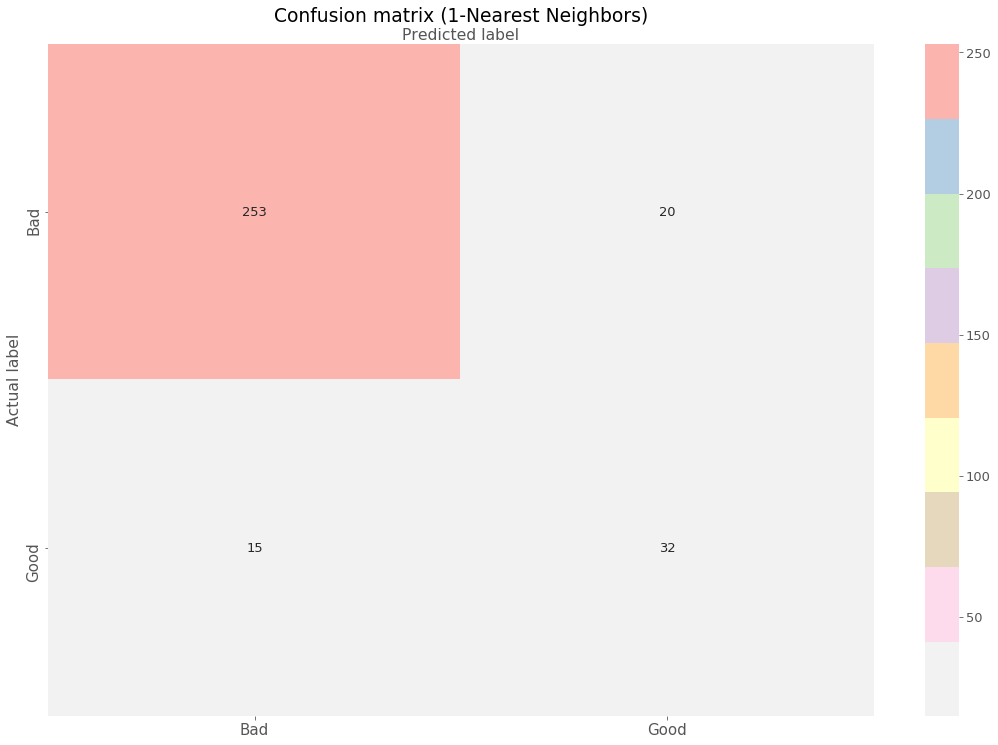 Confusion matrix (1-Nearest Neighbors)
Predicted label
250
200
150
100
50
Actual label
Bad
253
20
Good
15
32
Bad
Good